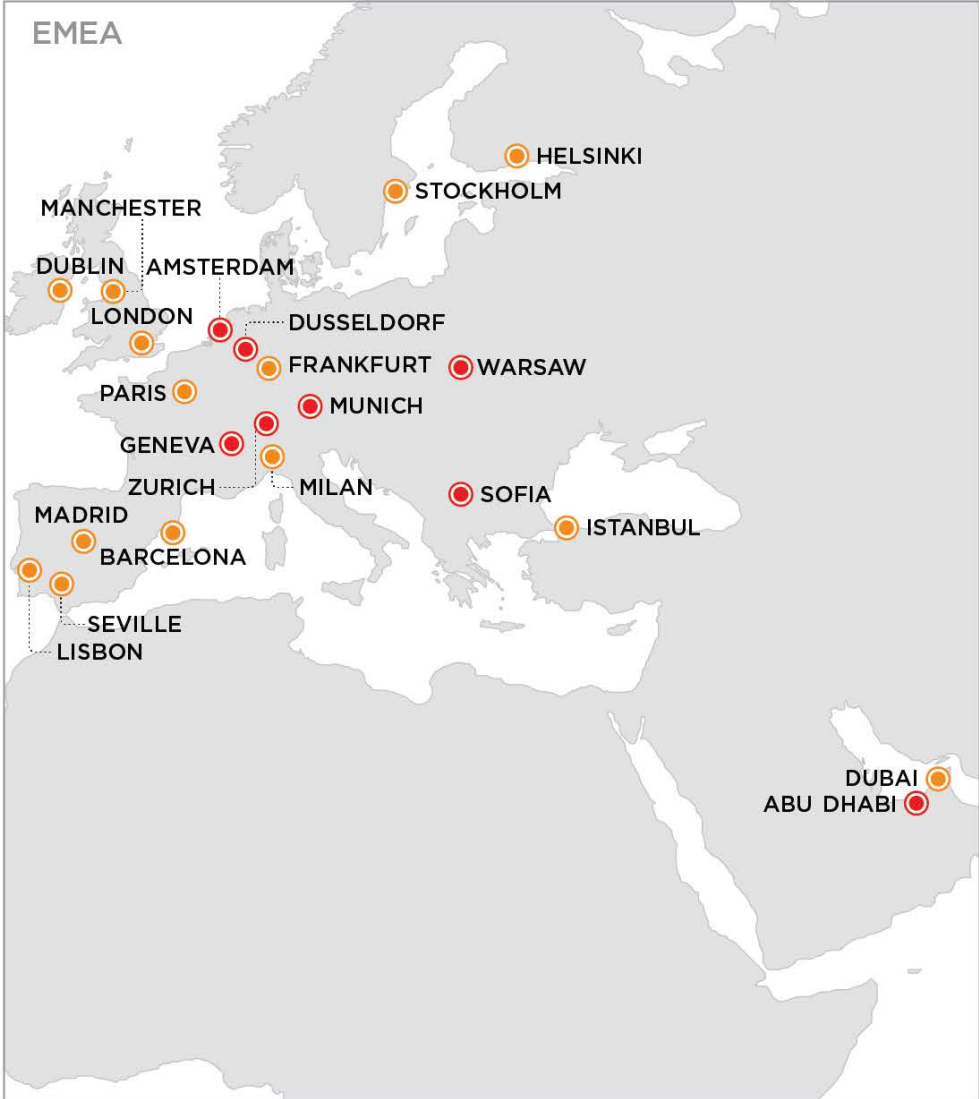 EMEA
HELSINKI
STOCKHOLM
MANCHESTER
DUBLIN
AMSTERDAM
LONDON
DUSSELDORF
FRANKFURT
WARSAW
PARIS
MUNICH
GENEVA
ZURICH
MILAN
SOFIA
MADRID
ISTANBUL
BARCELONA
SEVILLE
LISBON
DUBAI
ABU DHABI